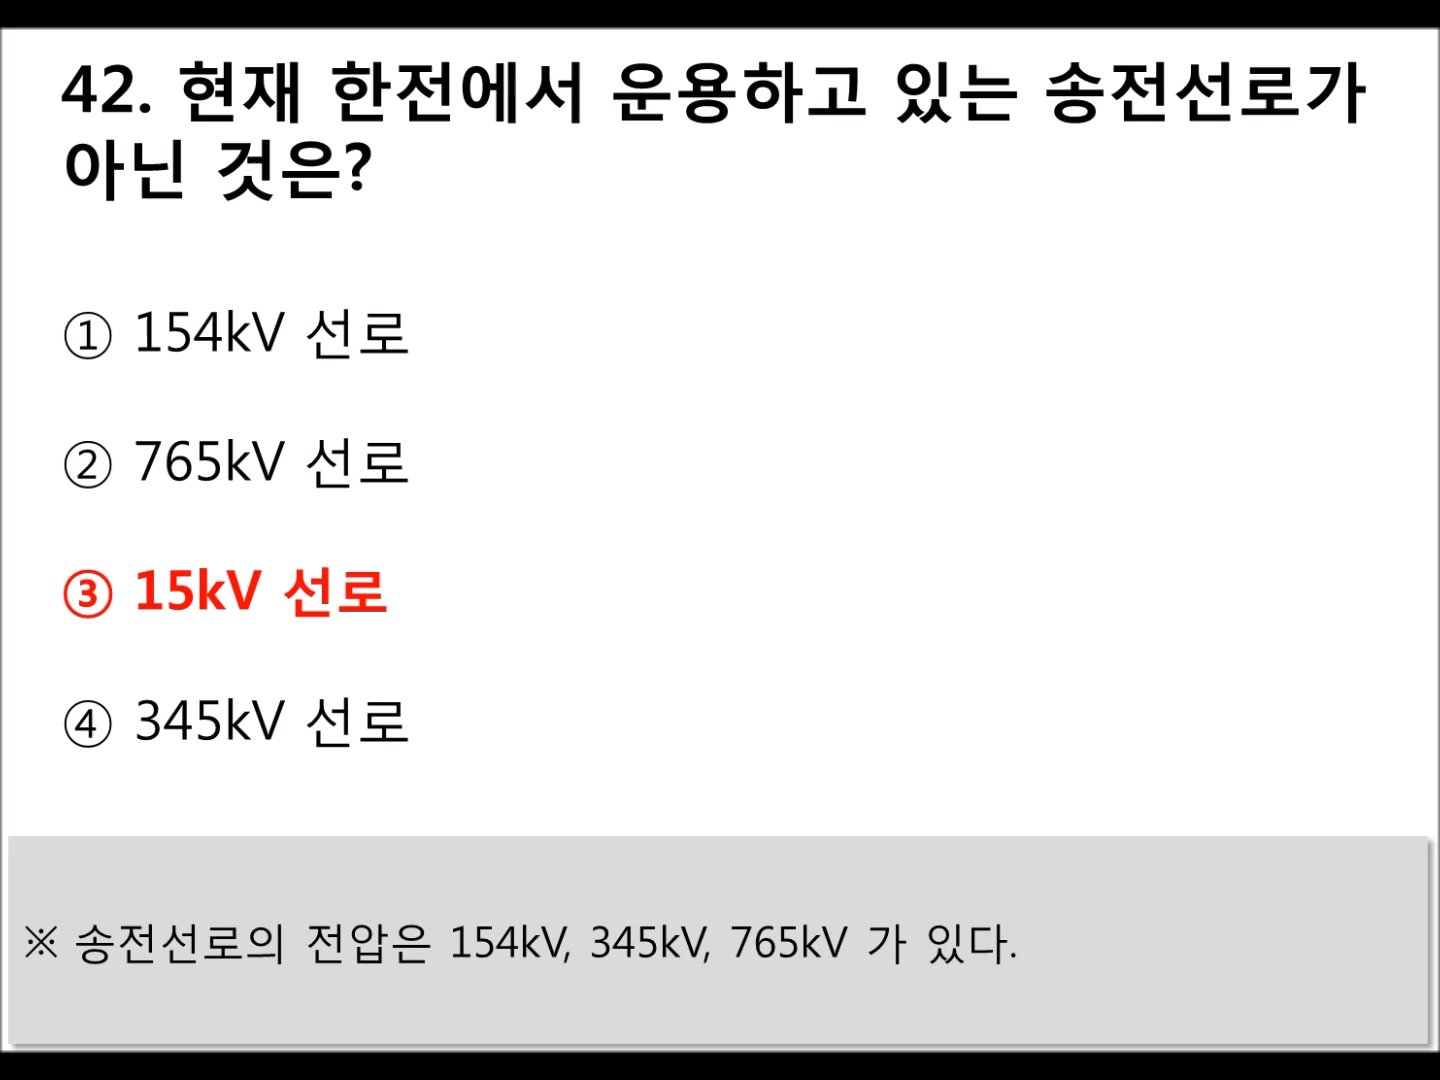 42. 현재 한전에서 운용하고 있는 송전선로가
아닌 것은?
① 154kV 선로
② 765kV 선로
③ 15kV 선로
④ 345kV 선로
※ 송전선로의 전압은 154kV, 345kV, 765kV 가 있다.